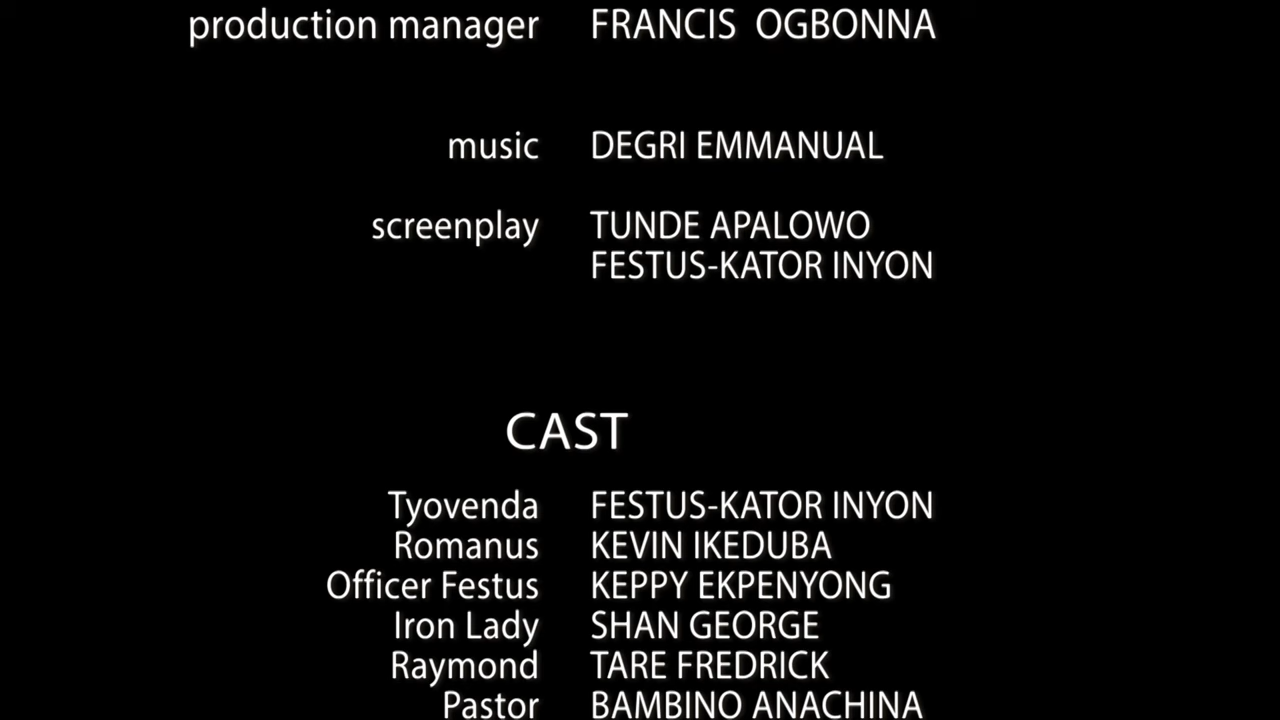 production manager FRANCIS OGBONNA
music DEGRI EMMANUAL
screenplay TUNDE APALOWO
FESTUS-KATOR INYON
CAST
Tyovenda FESTUS-KATOR INYON
Romanus KEVIN IKEDUBA
Officer Festus KEPPY EKPENYONG
Iron Lady SHAN GEORGE
Raymond TARE FREDRICK
Pastor BAMBINO ANACHINA